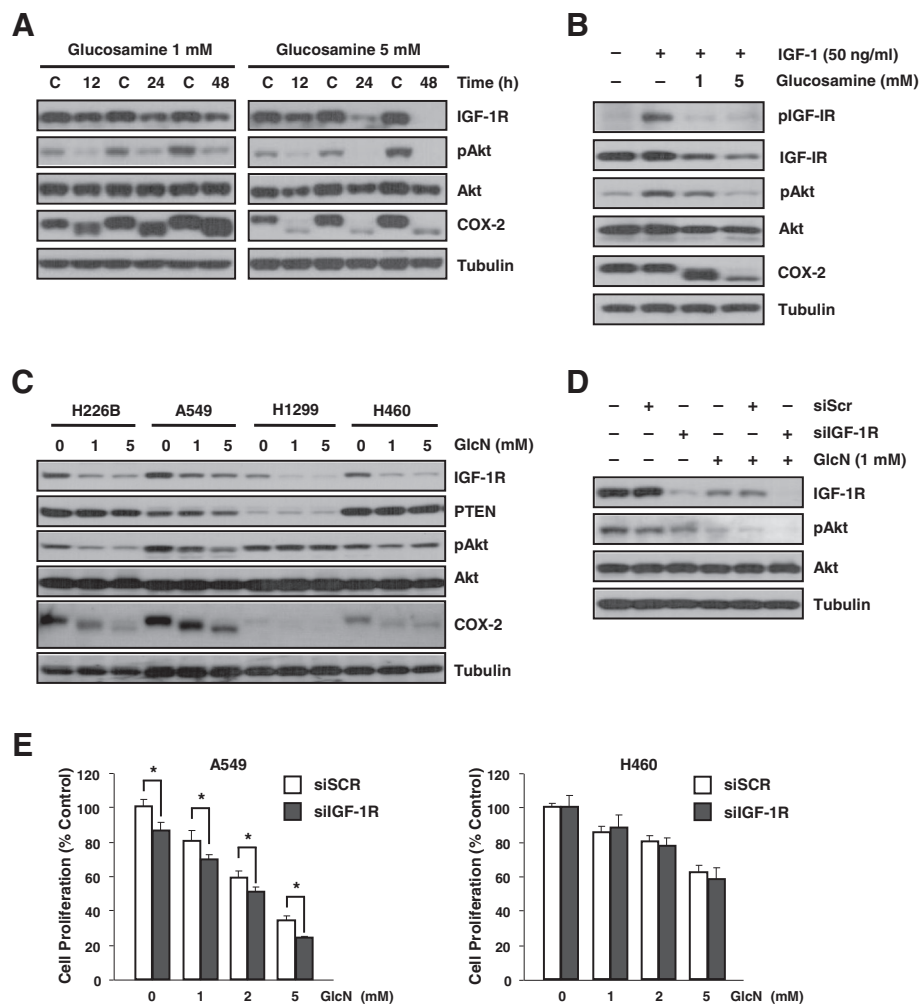 A
Glucosamine 1 mM
Glucosamine 5 mM
C 12 C 24 C 48
C 12 C 24 C 48
Time (h)
IGF-1R
pAkt
Akt
COX-2
Tubulin
B
– + + + IGF-1 (50 ng/ml)
– – 1 5 Glucosamine (mM)
pIGF-IR
IGF-IR
pAkt
Akt
COX-2
Tubulin
C
H226B A549 H1299 H460
0 1 5 0 1 5 0 1 5 0 1 5 GlcN (mM)
IGF-1R
PTEN
pAkt
Akt
COX-2
Tubulin
D
– + – – + – siScr
– – + – – + siIGF-1R
– – – + + + GlcN (1 mM)
IGF-1R
pAkt
Akt
Tubulin
E
A549
Cell Proliferation (% Control)
120
100
80
60
40
20
0
* * * *
siSCR
siIGF-1R
0 1 2 5 GlcN (mM)
H460
Cell Proliferation (% Control)
120
100
80
60
40
20
0
siSCR
siIGF-1R
0 1 2 5 GlcN (mM)